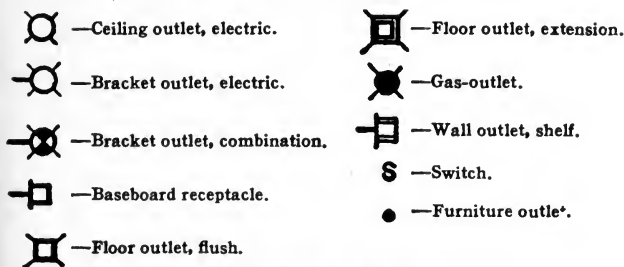 —Ceiling outlet, electric.
—Bracket outlet, electric.
—Bracket outlet, combination.
—Baseboard receptacle.
—Floor outlet, flush.
—Floor outlet, extension.
—Gas-outlet.
—Wall outlet, shelf.
S —Switch.
—Furniture outle⁺.